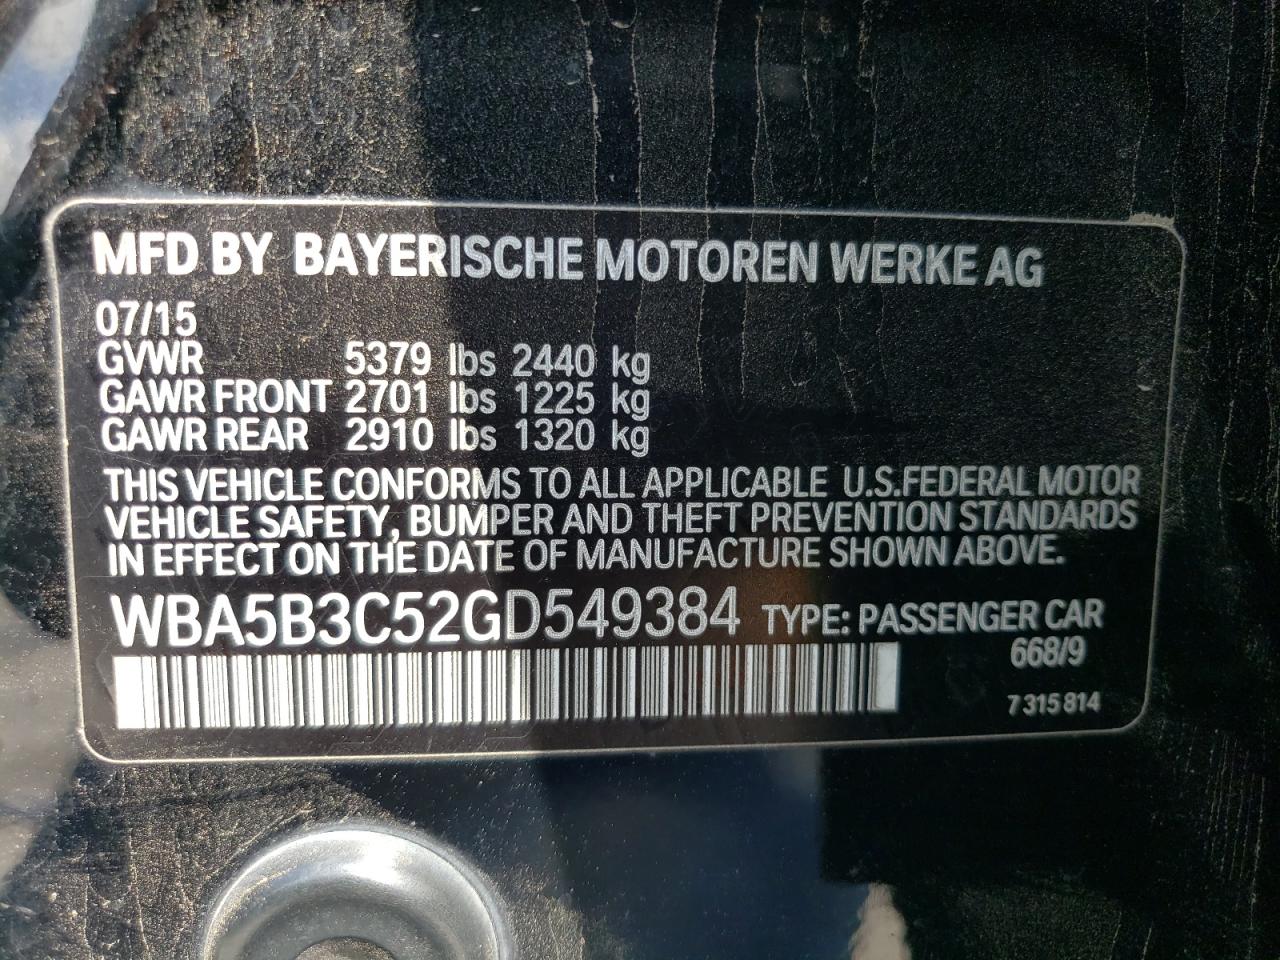 MFD BY BAYERISCHE MOTOREN WERKE AG
07/15
GVWR 5379 lbs 2440 kg
GAWR FRONT 2701 lbs 1225 kg
GAWR REAR 2910 lbs 1320 kg
THIS VEHICLE CONFORMS TO ALL APPLICABLE U.S.FEDERAL MOTOR
VEHICLE SAFETY, BUMPER AND THEFT PREVENTION STANDARDS
IN EFFECT ON THE DATE OF MANUFACTURE SHOWN ABOVE.
WBA5B3C52GD549384 TYPE: PASSENGER CAR
668/9
7 315 814